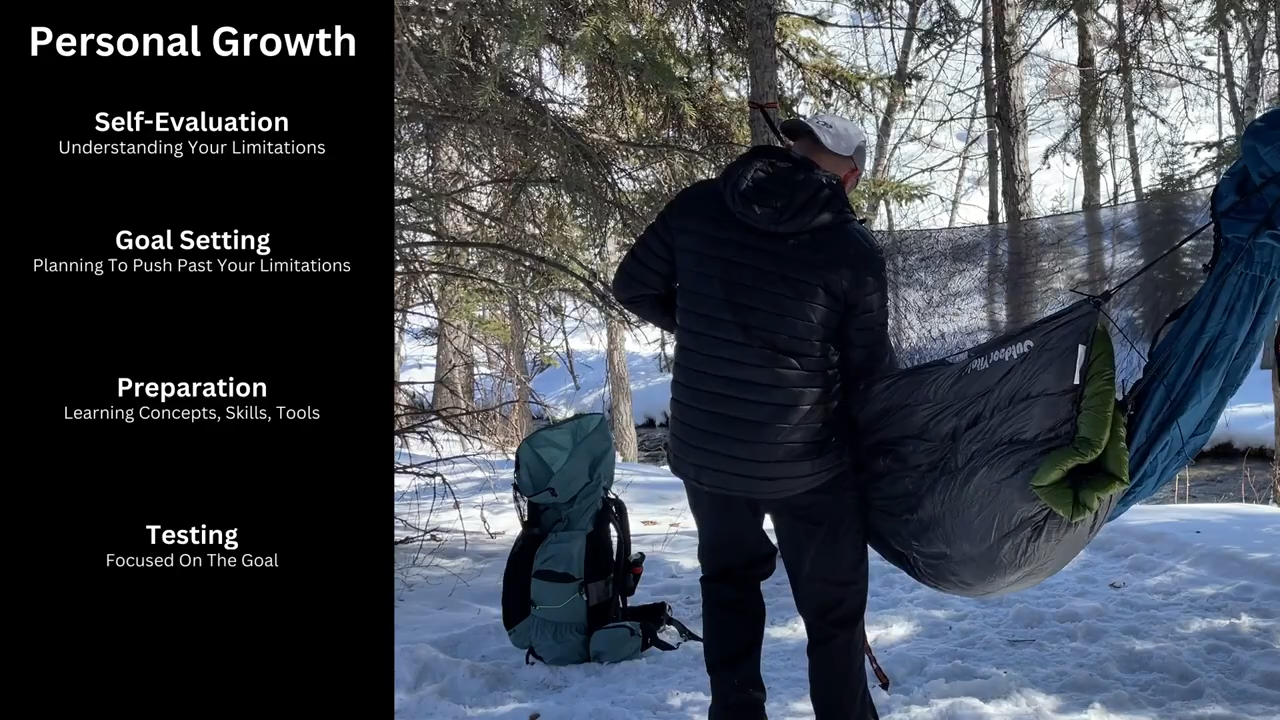 Personal Growth
Self-Evaluation
Understanding Your Limitations
Goal Setting
Planning To Push Past Your Limitations
Preparation
Learning Concepts, Skills, Tools
Testing
Focused On The Goal